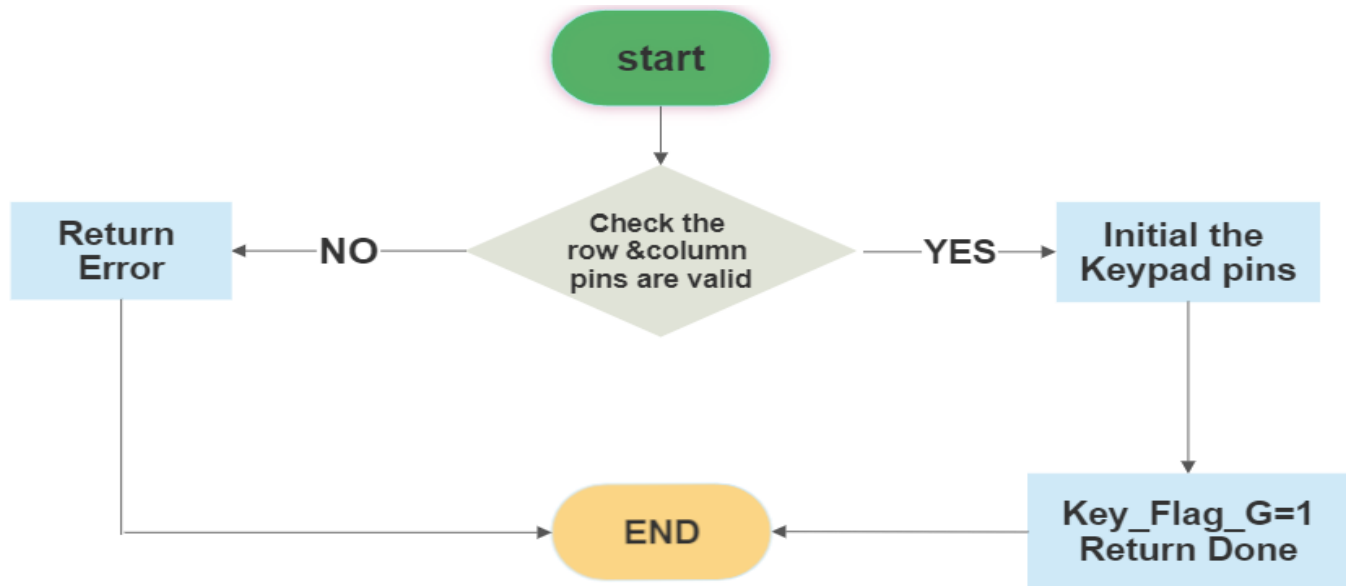 start
Check the
row &column
pins are valid
NO
Return
Error
YES
Initial the
Keypad pins
Key_Flag_G=1
Return Done
END